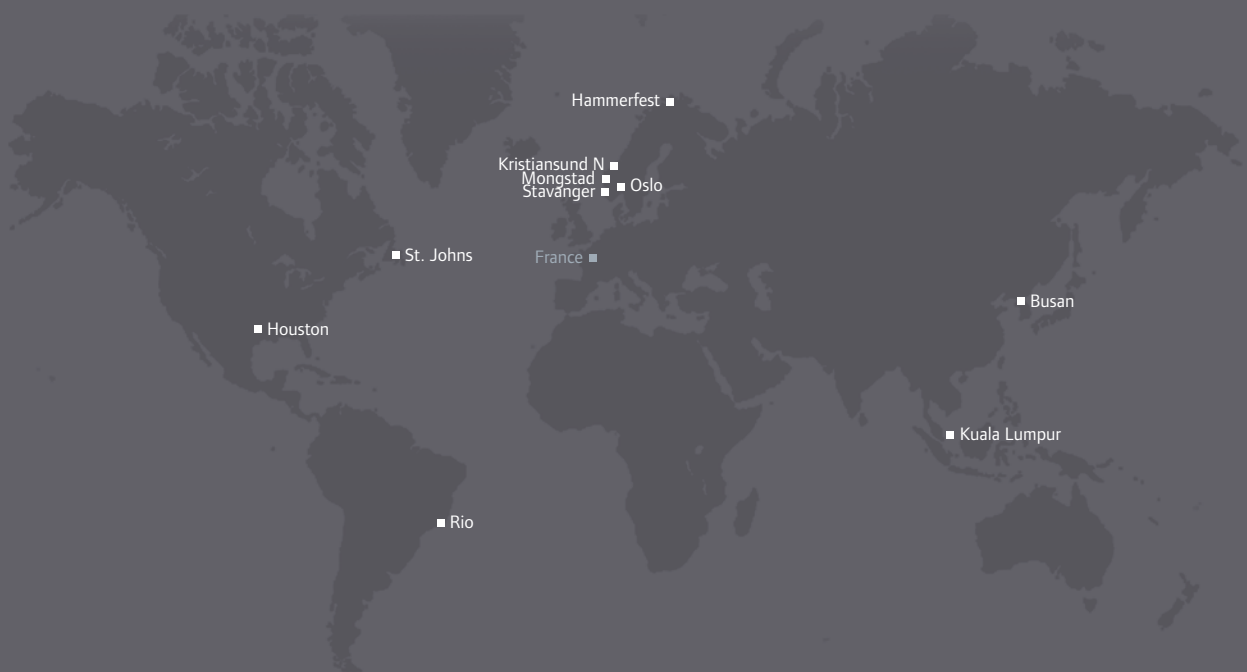 Hammerfest
Kristiansund N
Mongstad
Oslo
Stavanger
St. Johns
France
Busan
Houston
Kuala Lumpur
Rio